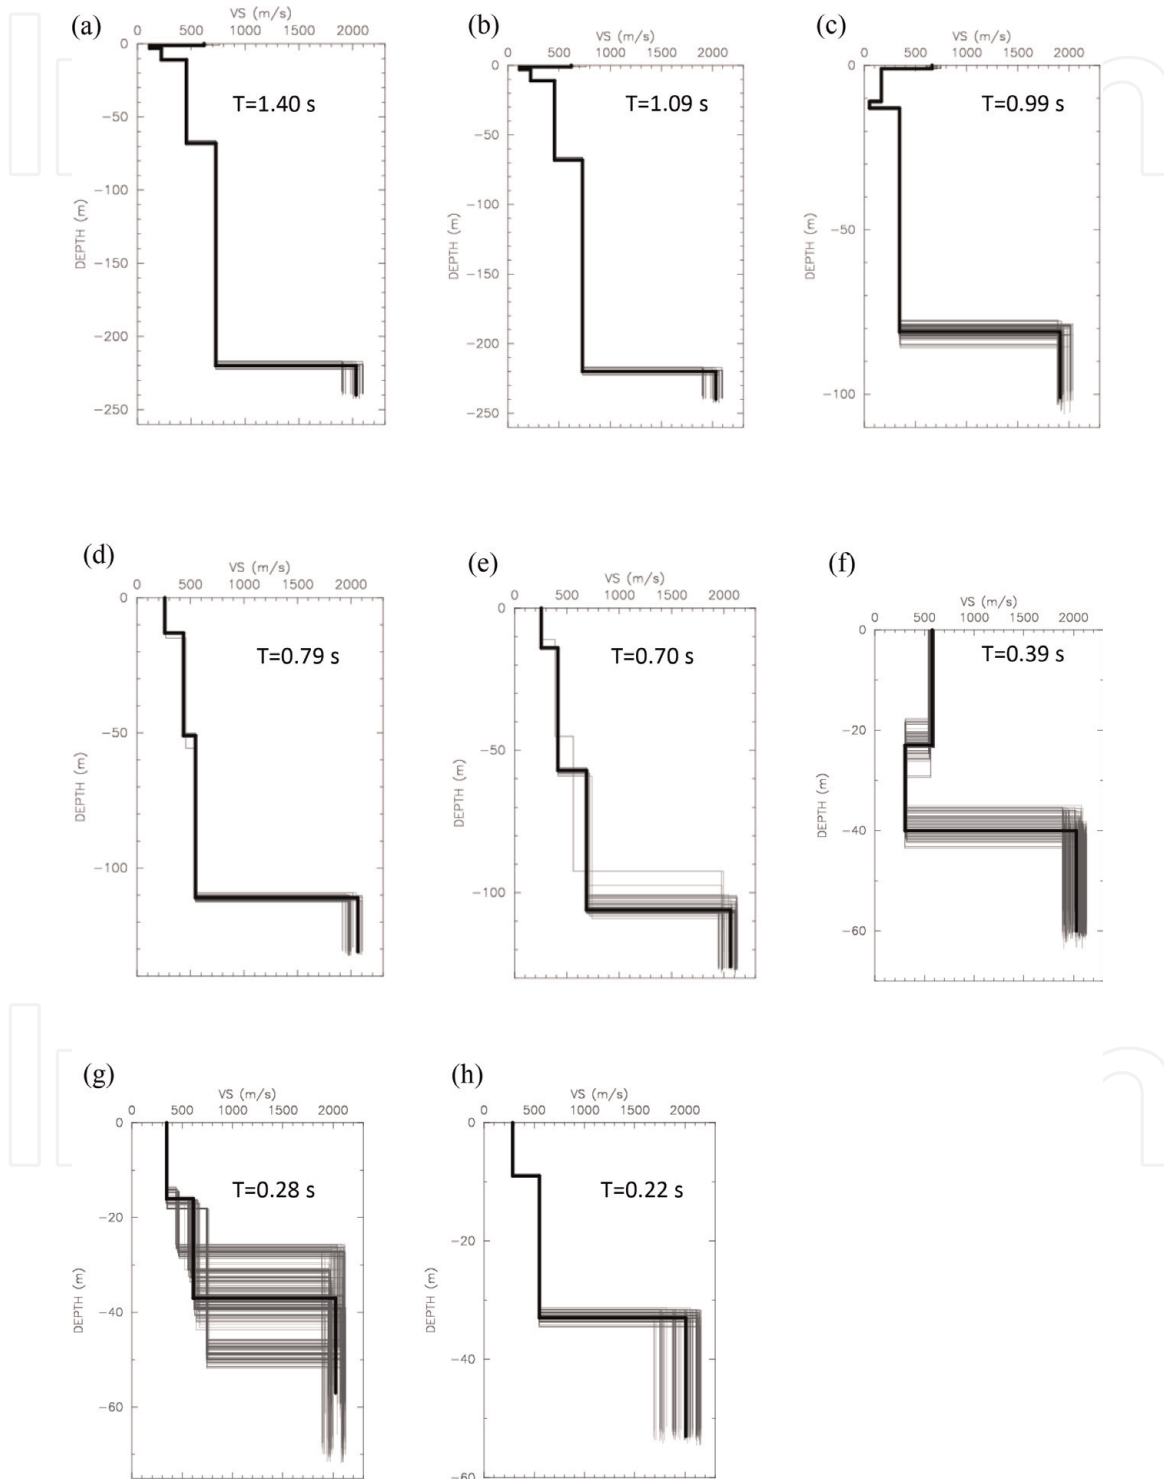 (a)
VS (m/s)
0 500 1000 1500 2000
0
−50
−100
−150
−200
−250
DEPTH (m)
T=1.40 s
(b)
VS (m/s)
0 500 1000 1500 2000
0
−50
−100
−150
−200
−250
DEPTH (m)
T=1.09 s
(c)
VS (m/s)
0 500 1000 1500 2000
0
−50
−100
DEPTH (m)
T=0.99 s
(d)
VS (m/s)
0 500 1000 1500 2000
0
−50
−100
DEPTH (m)
T=0.79 s
(e)
VS (m/s)
0 500 1000 1500 2000
0
−50
−100
DEPTH (m)
T=0.70 s
(f)
VS (m/s)
0 500 1000 1500 2000
0
−20
−40
−60
DEPTH (m)
T=0.39 s
(g)
VS (m/s)
0 500 1000 1500 2000
0
−20
−40
−60
DEPTH (m)
T=0.28 s
(h)
VS (m/s)
0 500 1000 1500 2000
0
−20
−40
−60
DEPTH (m)
T=0.22 s